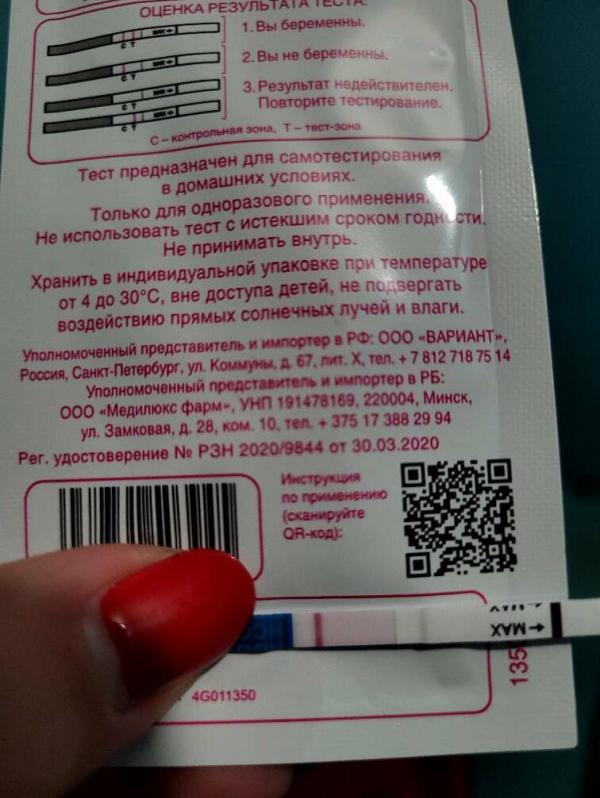 ОЦЕНКА РЕЗУЛЬТАТА ТЕСТА:
MAX
C T
1. Вы беременны.
MAX
C T
2. Вы не беременны.
MAX
C T
3. Результат недействителен.
Повторите тестирование.
MAX
C T
C – контрольная зона, T – тест-зона
Тест предназначен для самотестирования
в домашних условиях.
Только для одноразового применения.
Не использовать тест с истекшим сроком годности.
Не принимать внутрь.
Хранить в индивидуальной упаковке при температуре
от 4 до 30°С, вне доступа детей, не подвергать
воздействию прямых солнечных лучей и влаги.
Уполномоченный представитель и импортер в РФ: ООО «ВАРИАНТ»,
Россия, Санкт-Петербург, ул. Коммуны, д. 67, лит. Х, тел. + 7 812 718 75 14
Уполномоченный представитель и импортер в РБ:
ООО «Медилюкс фарм», УНП 191478169, 220004, Минск,
ул. Замковая, д. 28, ком. 10, тел. + 375 17 388 29 94
Рег. удостоверение № РЗН 2020/9844 от 30.03.2020
Инструкция
по применению
(сканируйте
QR-код):
MAX
MAX
135
4G011350